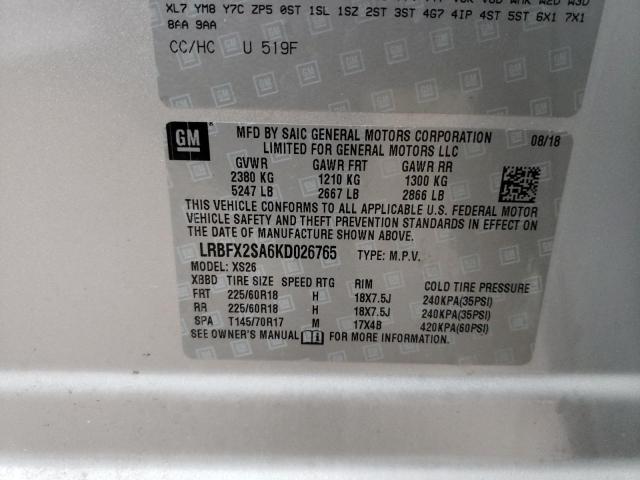 XL7 YM8 Y7C ZP5 0ST 1SL 1SZ 2ST 3ST 4G7 4IP 4ST 5ST 6X1 7X1
8AA 9AA
CC/HC U 519F
GM
MFD BY SAIC GENERAL MOTORS CORPORATION 08/18
LIMITED FOR GENERAL MOTORS LLC
GVWR GAWR FRT GAWR RR
2380 KG 1210 KG 1300 KG
5247 LB 2667 LB 2866 LB
THIS VEHICLE CONFORMS TO ALL APPLICABLE U.S. FEDERAL MOTOR
VEHICLE SAFETY AND THEFT PREVENTION STANDARDS IN EFFECT ON
THE DATE OF MANUFACTURE SHOWN ABOVE.
LRBFX2SA6KD026765 TYPE: M.P.V.
MODEL: XS26
XBBD TIRE SIZE SPEED RTG RIM COLD TIRE PRESSURE
FRT 225/60R18 H 18X7.5J 240KPA(35PSI)
RR 225/60R18 H 18X7.5J 240KPA(35PSI)
SPA T145/70R17 M 17X4B 420KPA(60PSI)
SEE OWNER'S MANUAL FOR MORE INFORMATION.